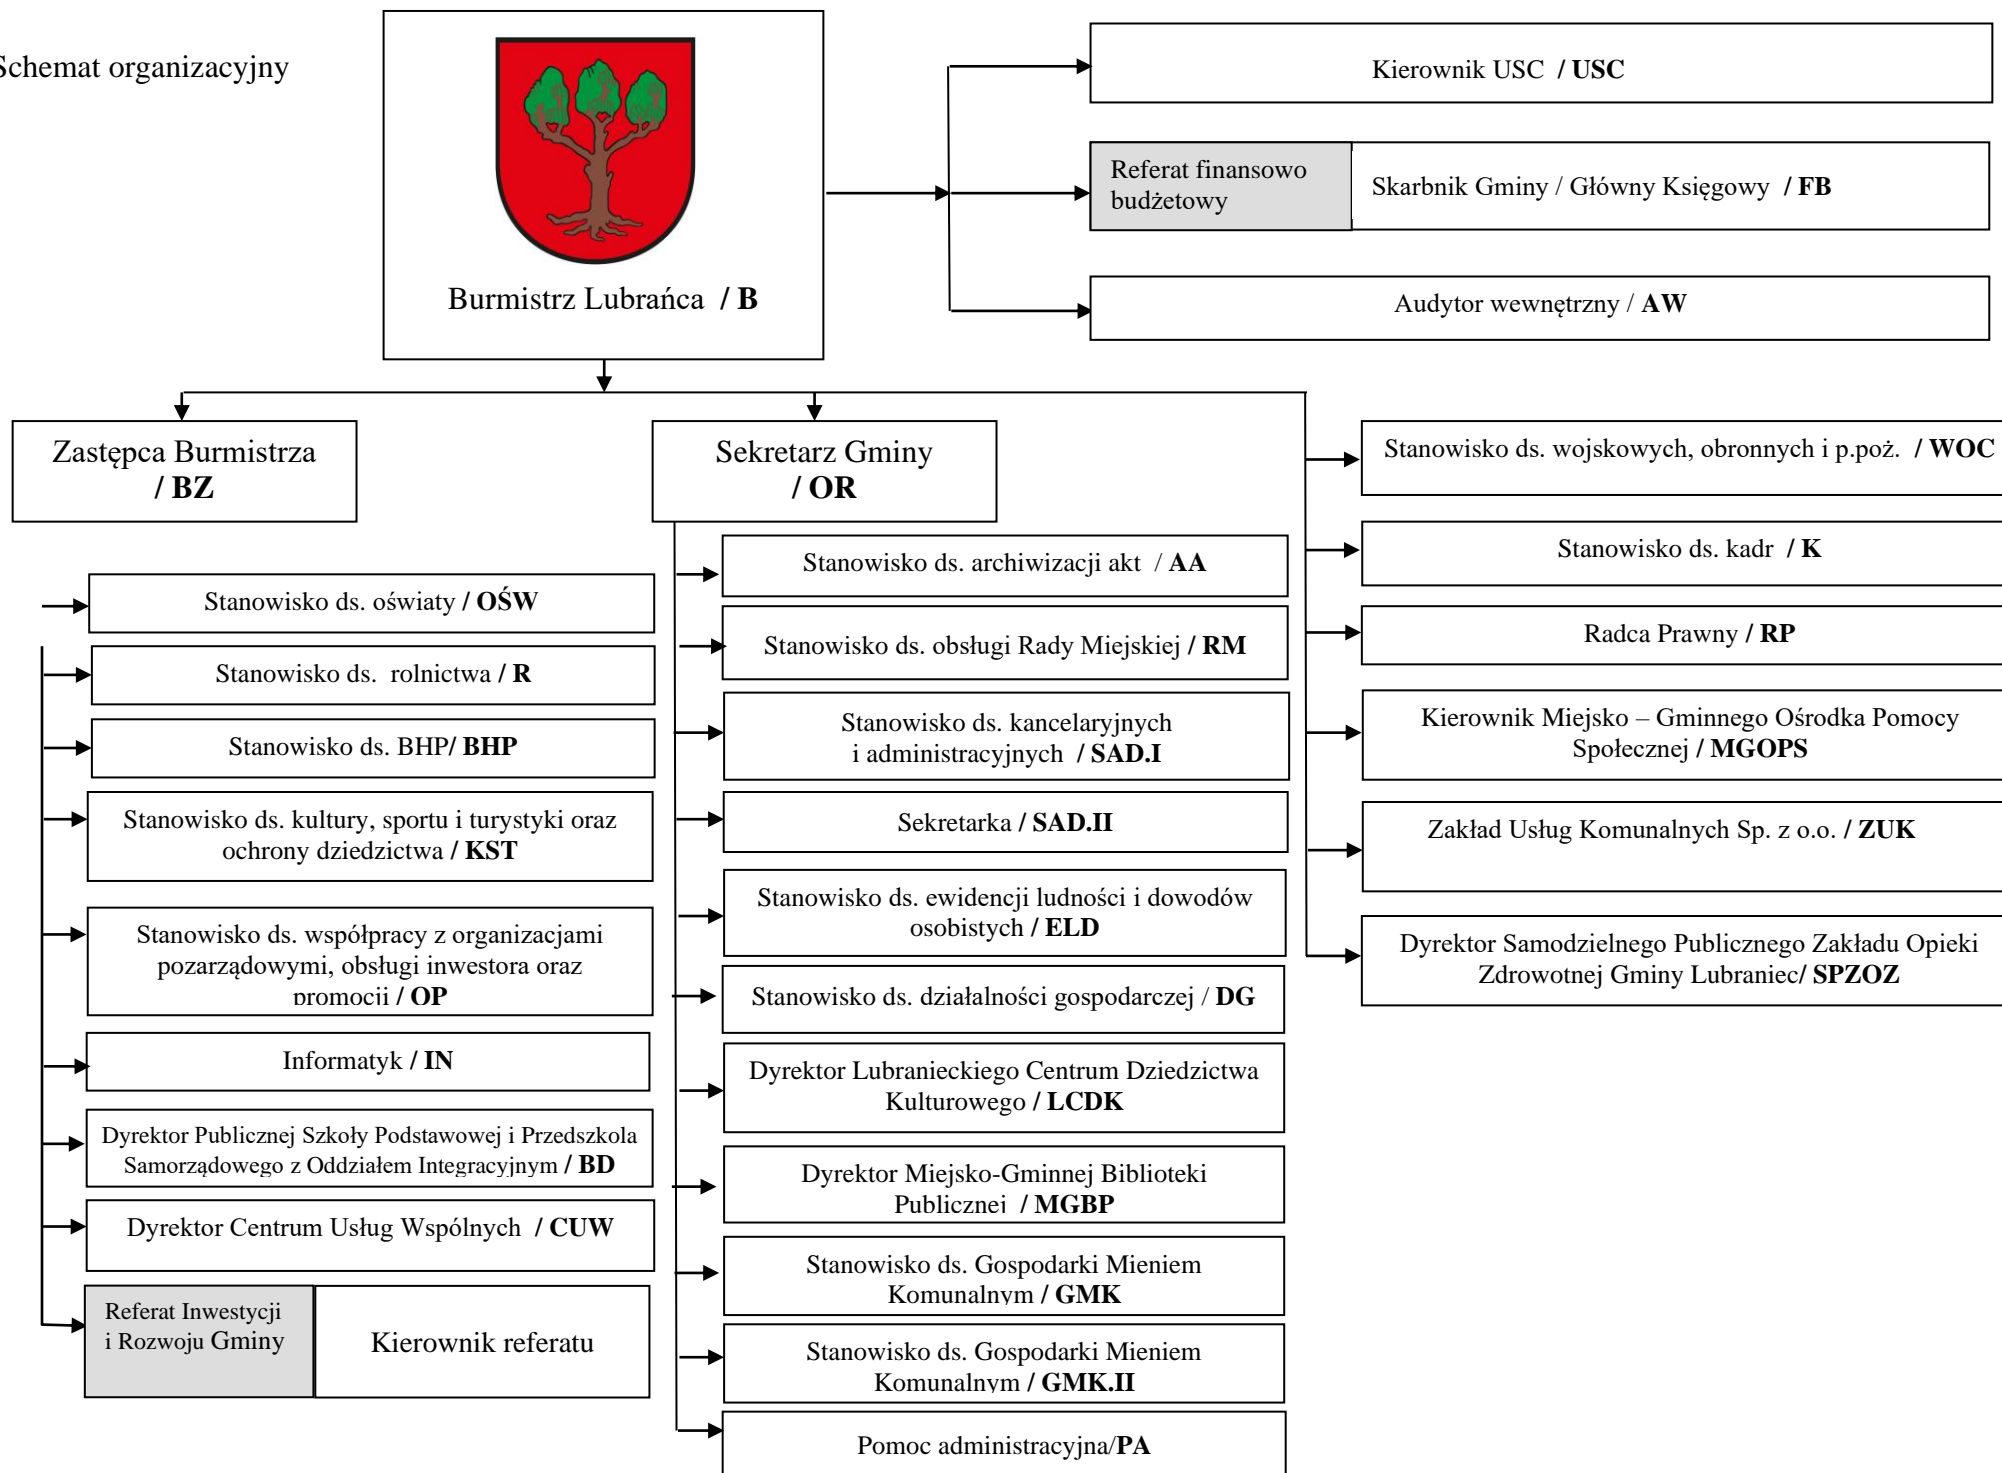 Schemat organizacyjny
Burmistrz Lubrańca / B
Kierownik USC / USC
Referat finansowo
budżetowy
Skarbnik Gminy / Główny Księgowy / FB
Audytor wewnętrzny / AW
Zastępca Burmistrza
/ BZ
Stanowisko ds. oświaty / OŚW
Stanowisko ds. rolnictwa / R
Stanowisko ds. BHP/ BHP
Stanowisko ds. kultury, sportu i turystyki oraz
ochrony dziedzictwa / KST
Stanowisko ds. współpracy z organizacjami
pozarządowymi, obsługi inwestora oraz
promocji / OP
Informatyk / IN
Dyrektor Publicznej Szkoły Podstawowej i Przedszkola
Samorządowego z Oddziałem Integracyjnym / BD
Dyrektor Centrum Usług Wspólnych / CUW
Referat Inwestycji
i Rozwoju Gminy
Kierownik referatu
Sekretarz Gminy
/ OR
Stanowisko ds. archiwizacji akt / AA
Stanowisko ds. obsługi Rady Miejskiej / RM
Stanowisko ds. kancelaryjnych
i administracyjnych / SAD.I
Sekretarka / SAD.II
Stanowisko ds. ewidencji ludności i dowodów
osobistych / ELD
Stanowisko ds. działalności gospodarczej / DG
Dyrektor Lubranieckiego Centrum Dziedzictwa
Kulturowego / LCDK
Dyrektor Miejsko-Gminnej Biblioteki
Publicznej / MGBP
Stanowisko ds. Gospodarki Mieniem
Komunalnym / GMK
Stanowisko ds. Gospodarki Mieniem
Komunalnym / GMK.II
Pomoc administracyjna/PA
Stanowisko ds. wojskowych, obronnych i p.poż. / WOC
Stanowisko ds. kadr / K
Radca Prawny / RP
Kierownik Miejsko – Gminnego Ośrodka Pomocy
Społecznej / MGOPS
Zakład Usług Komunalnych Sp. z o.o. / ZUK
Dyrektor Samodzielnego Publicznego Zakładu Opieki
Zdrowotnej Gminy Lubraniec/ SPZOZ